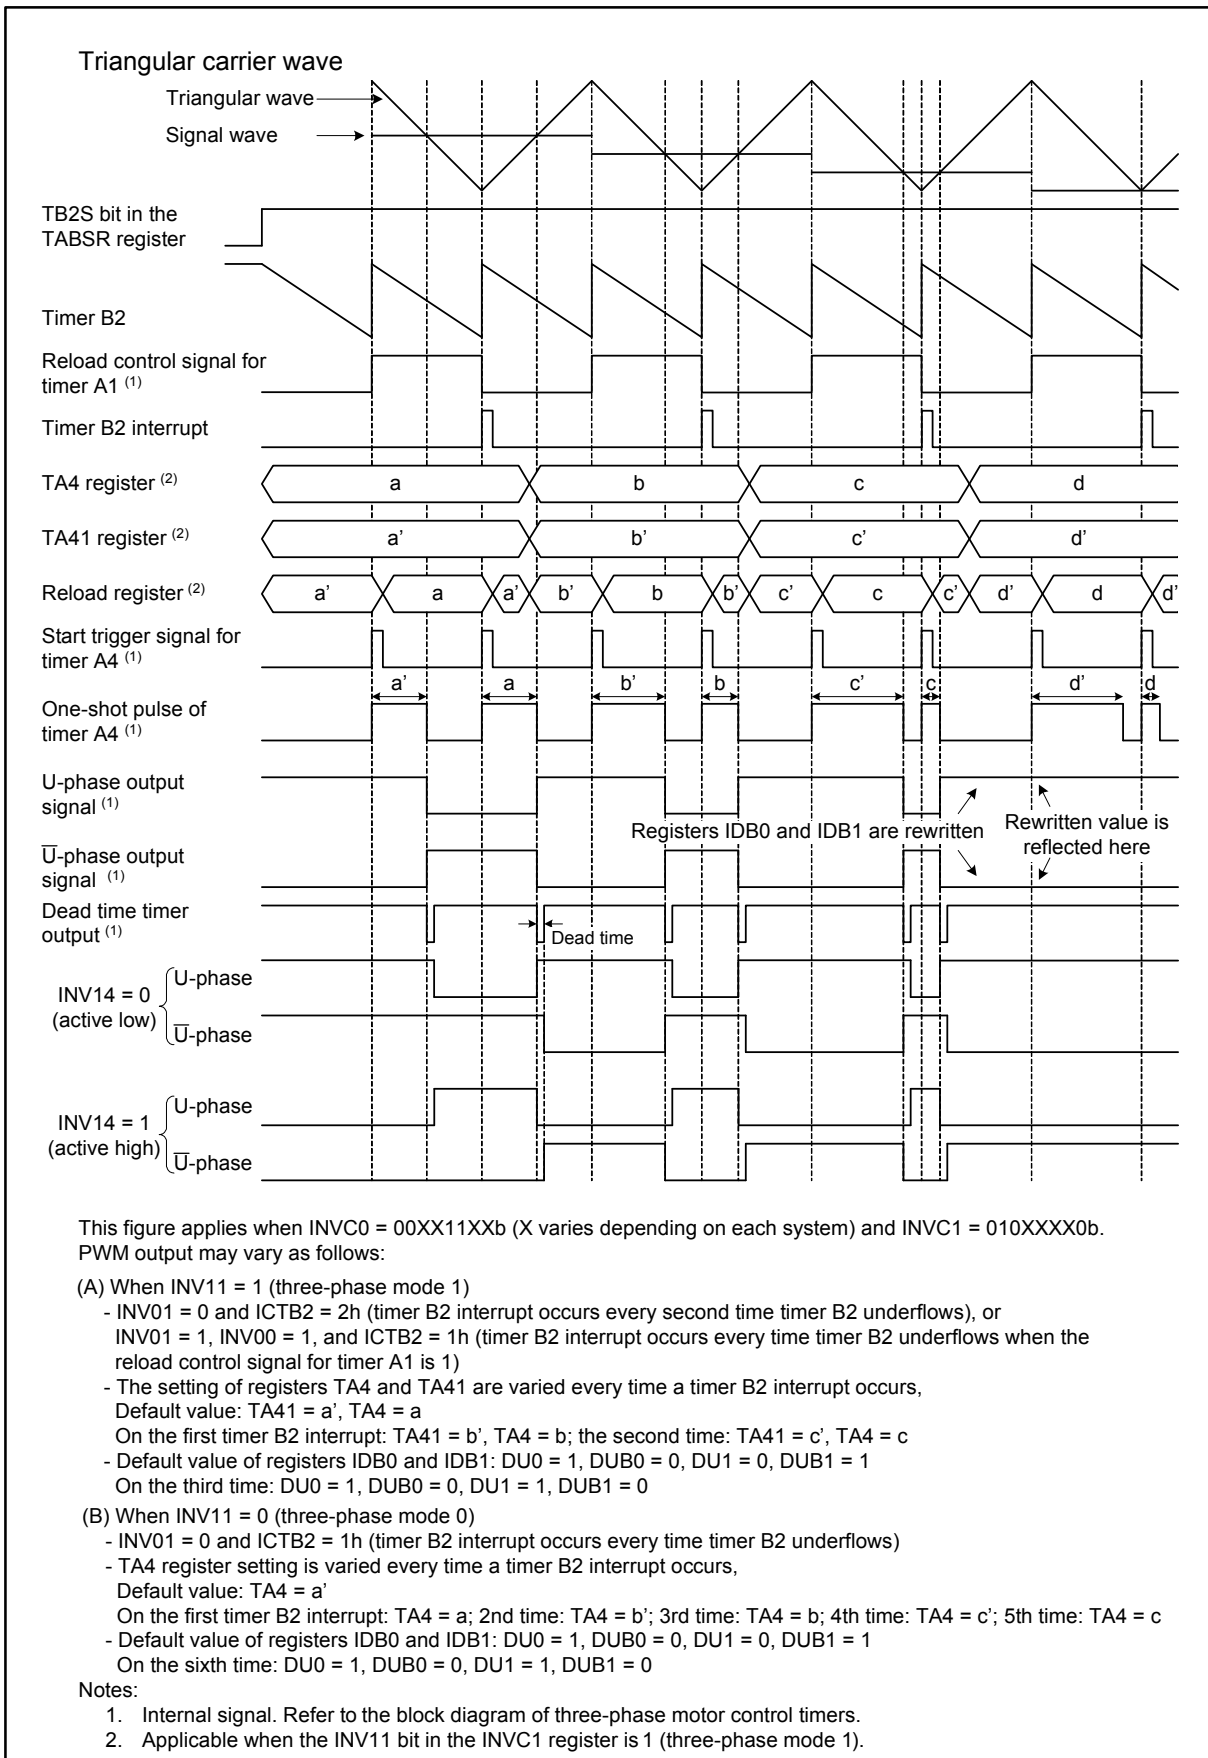 Triangular carrier wave
Triangular wave
Signal wave
TB2S bit in the
TABSR register
Timer B2
Reload control signal for
timer A1 (1)
Timer B2 interrupt
TA4 register (2)
a b c d
TA41 register (2)
a’ b’ c’ d’
Reload register (2)
a’ a a’ b’ b b’ c’ c c’ d’ d d’
Start trigger signal for
timer A4 (1)
a’ a b’ b c’ c d’ d
One-shot pulse of
timer A4 (1)
U-phase output
signal (1)
Registers IDB0 and IDB1 are rewritten
Rewritten value is
reflected here
U̅-phase output
signal (1)
Dead time timer
output (1)
Dead time
INV14 = 0
(active low)
U-phase
U̅-phase
INV14 = 1
(active high)
U-phase
U̅-phase
This figure applies when INVC0 = 00XX11XXb (X varies depending on each system) and INVC1 = 010XXXX0b.
PWM output may vary as follows:
(A) When INV11 = 1 (three-phase mode 1)
- INV01 = 0 and ICTB2 = 2h (timer B2 interrupt occurs every second time timer B2 underflows), or
INV01 = 1, INV00 = 1, and ICTB2 = 1h (timer B2 interrupt occurs every time timer B2 underflows when the
reload control signal for timer A1 is 1)
- The setting of registers TA4 and TA41 are varied every time a timer B2 interrupt occurs,
Default value: TA41 = a’, TA4 = a
On the first timer B2 interrupt: TA41 = b’, TA4 = b; the second time: TA41 = c’, TA4 = c
- Default value of registers IDB0 and IDB1: DU0 = 1, DUB0 = 0, DU1 = 0, DUB1 = 1
On the third time: DU0 = 1, DUB0 = 0, DU1 = 1, DUB1 = 0
(B) When INV11 = 0 (three-phase mode 0)
- INV01 = 0 and ICTB2 = 1h (timer B2 interrupt occurs every time timer B2 underflows)
- TA4 register setting is varied every time a timer B2 interrupt occurs,
Default value: TA4 = a’
On the first timer B2 interrupt: TA4 = a; 2nd time: TA4 = b’; 3rd time: TA4 = b; 4th time: TA4 = c’; 5th time: TA4 = c
- Default value of registers IDB0 and IDB1: DU0 = 1, DUB0 = 0, DU1 = 0, DUB1 = 1
On the sixth time: DU0 = 1, DUB0 = 0, DU1 = 1, DUB1 = 0
Notes:
1. Internal signal. Refer to the block diagram of three-phase motor control timers.
2. Applicable when the INV11 bit in the INVC1 register is 1 (three-phase mode 1).